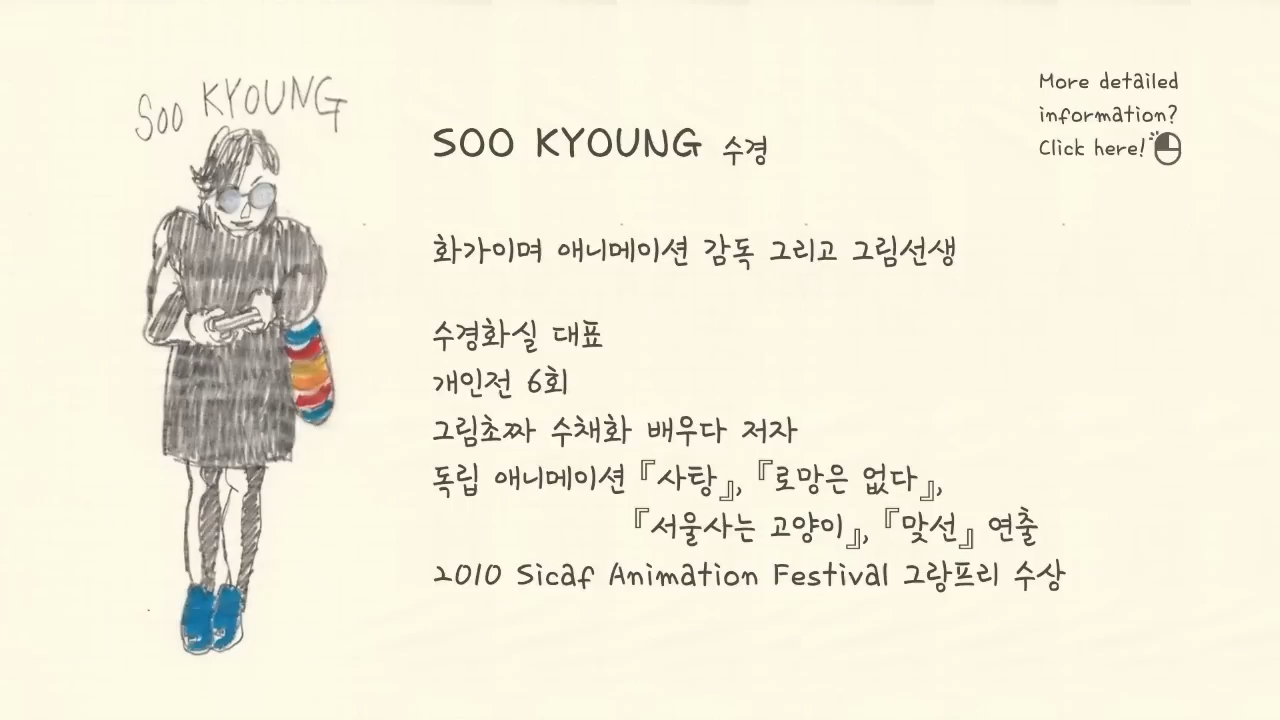 Soo KYOUNG
SOO KYOUNG 수경
More detailed
information?
Click here!
화가이며 애니메이션 감독 그리고 그림선생
수경화실 대표
개인전 6회
그림초짜 수채화 배우다 저자
독립 애니메이션 『사탕』, 『로망은 없다』,
『서울사는 고양이』, 『맞선』 연출
2010 Sicaf Animation Festival 그랑프리 수상